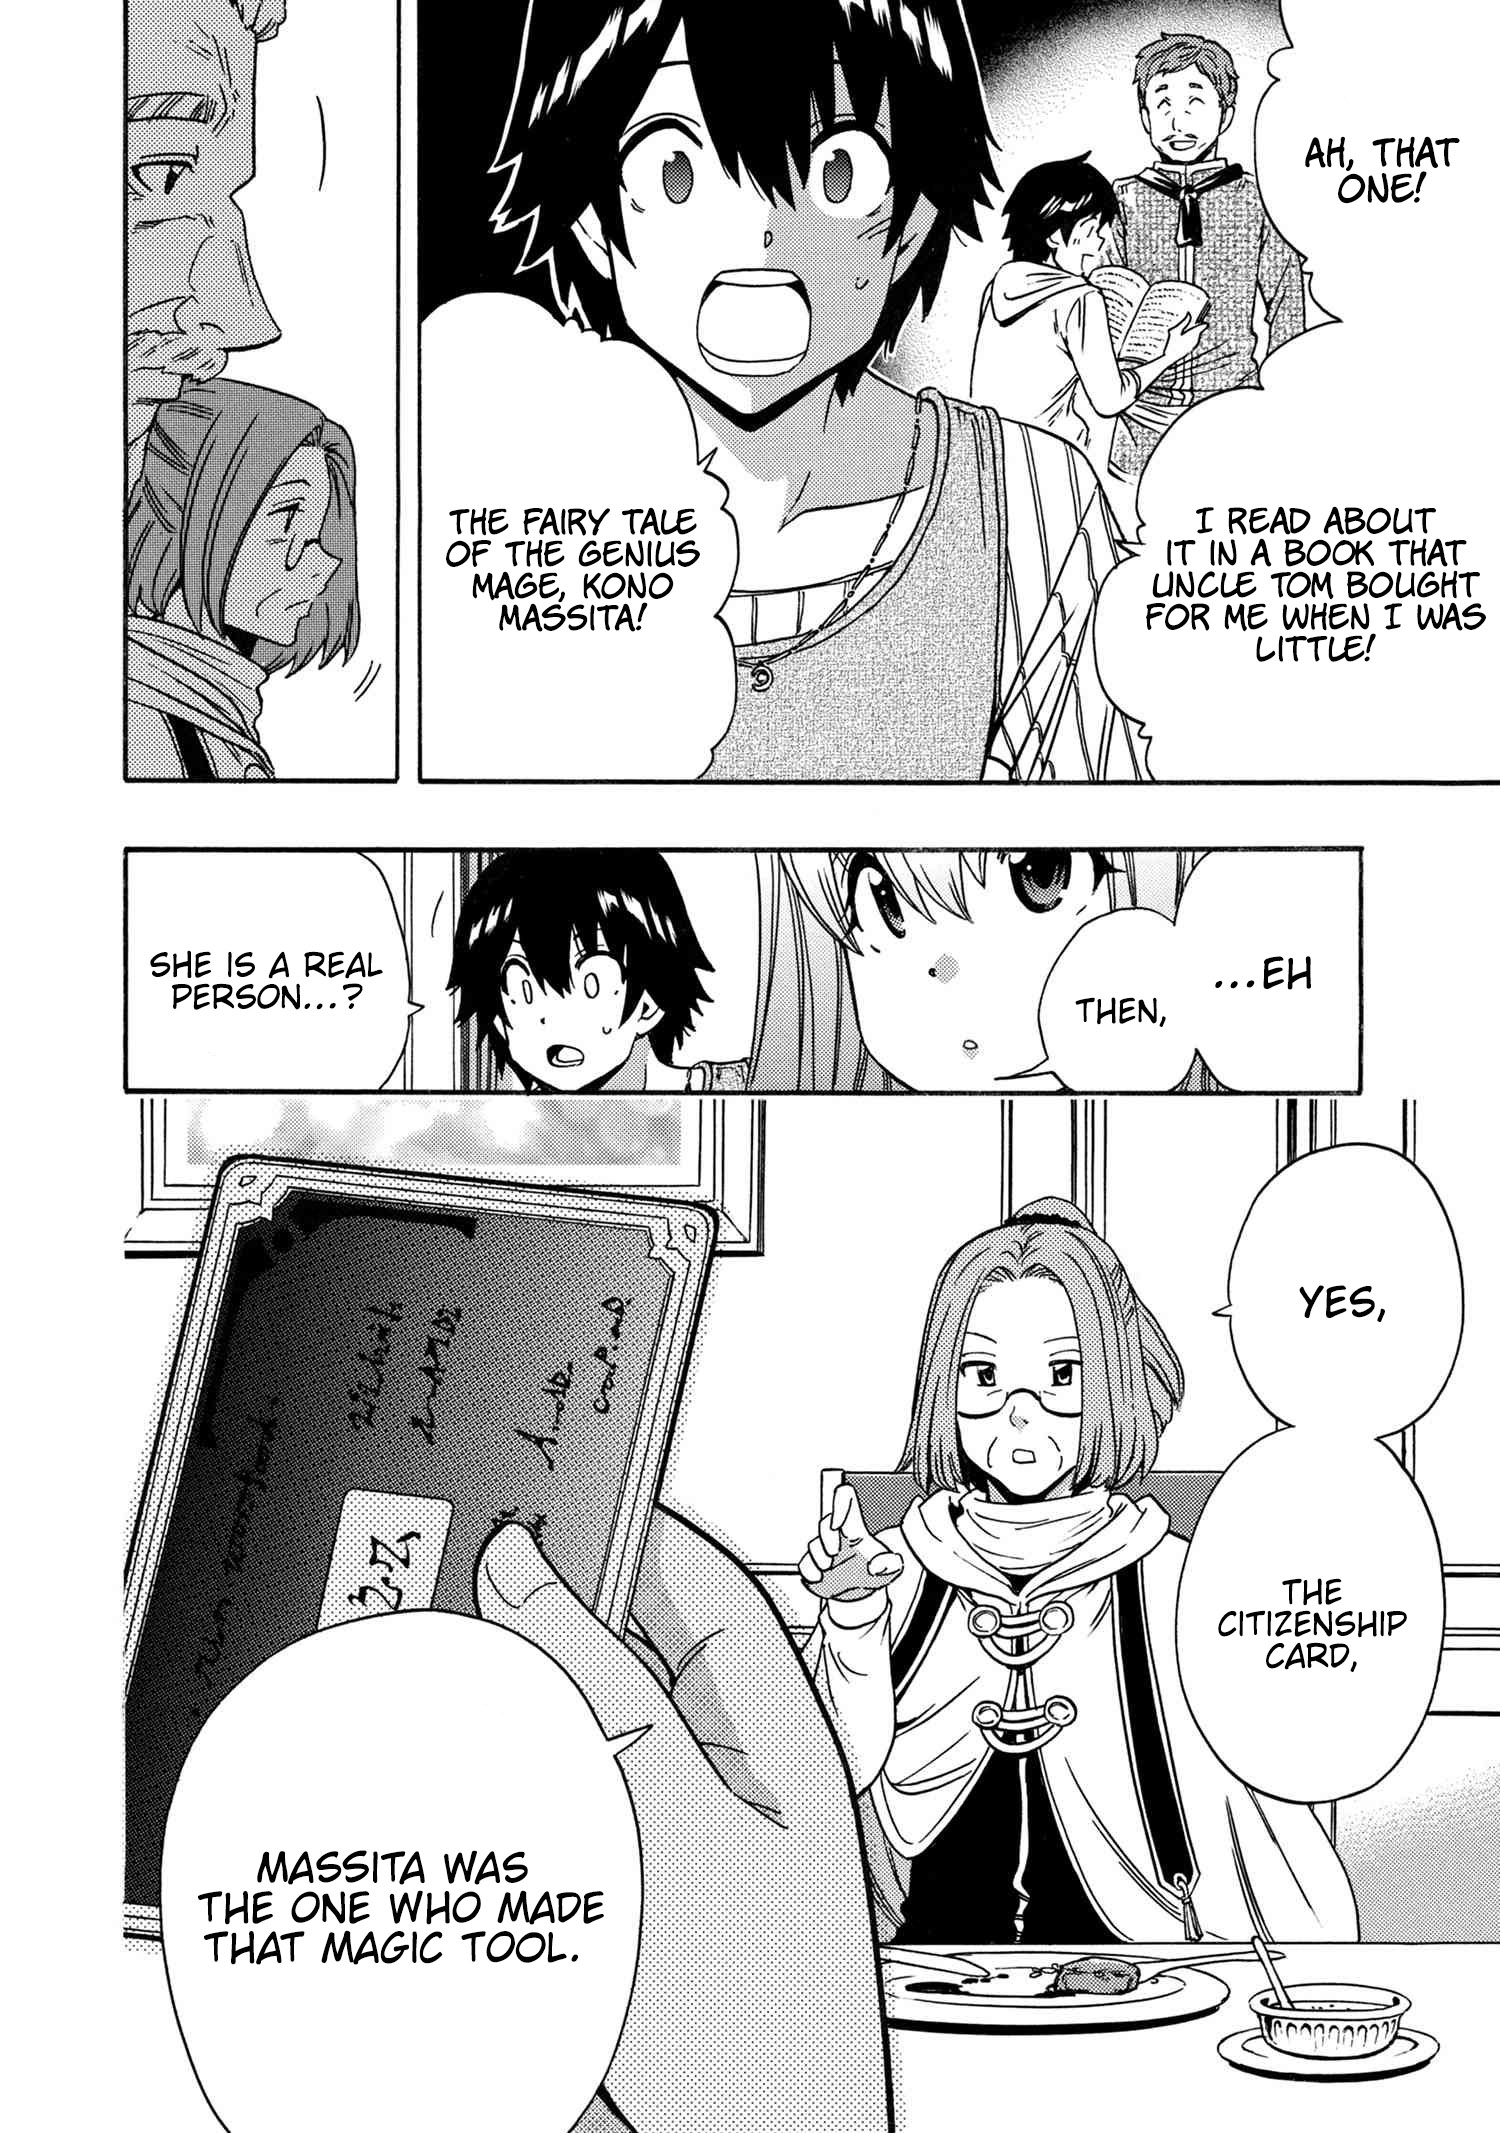 AH, THAT
ONE!
I READ ABOUT
IT IN A BOOK THAT
UNCLE TOM BOUGHT
FOR ME WHEN I WAS
LITTLE!
THE FAIRY TALE
OF THE GENIUS
MAGE, KONO
MASSITA!
...EH
THEN,
SHE IS A REAL
PERSON...?
YES,
THE
CITIZENSHIP
CARD,
MASSITA WAS
THE ONE WHO MADE
THAT MAGIC TOOL.